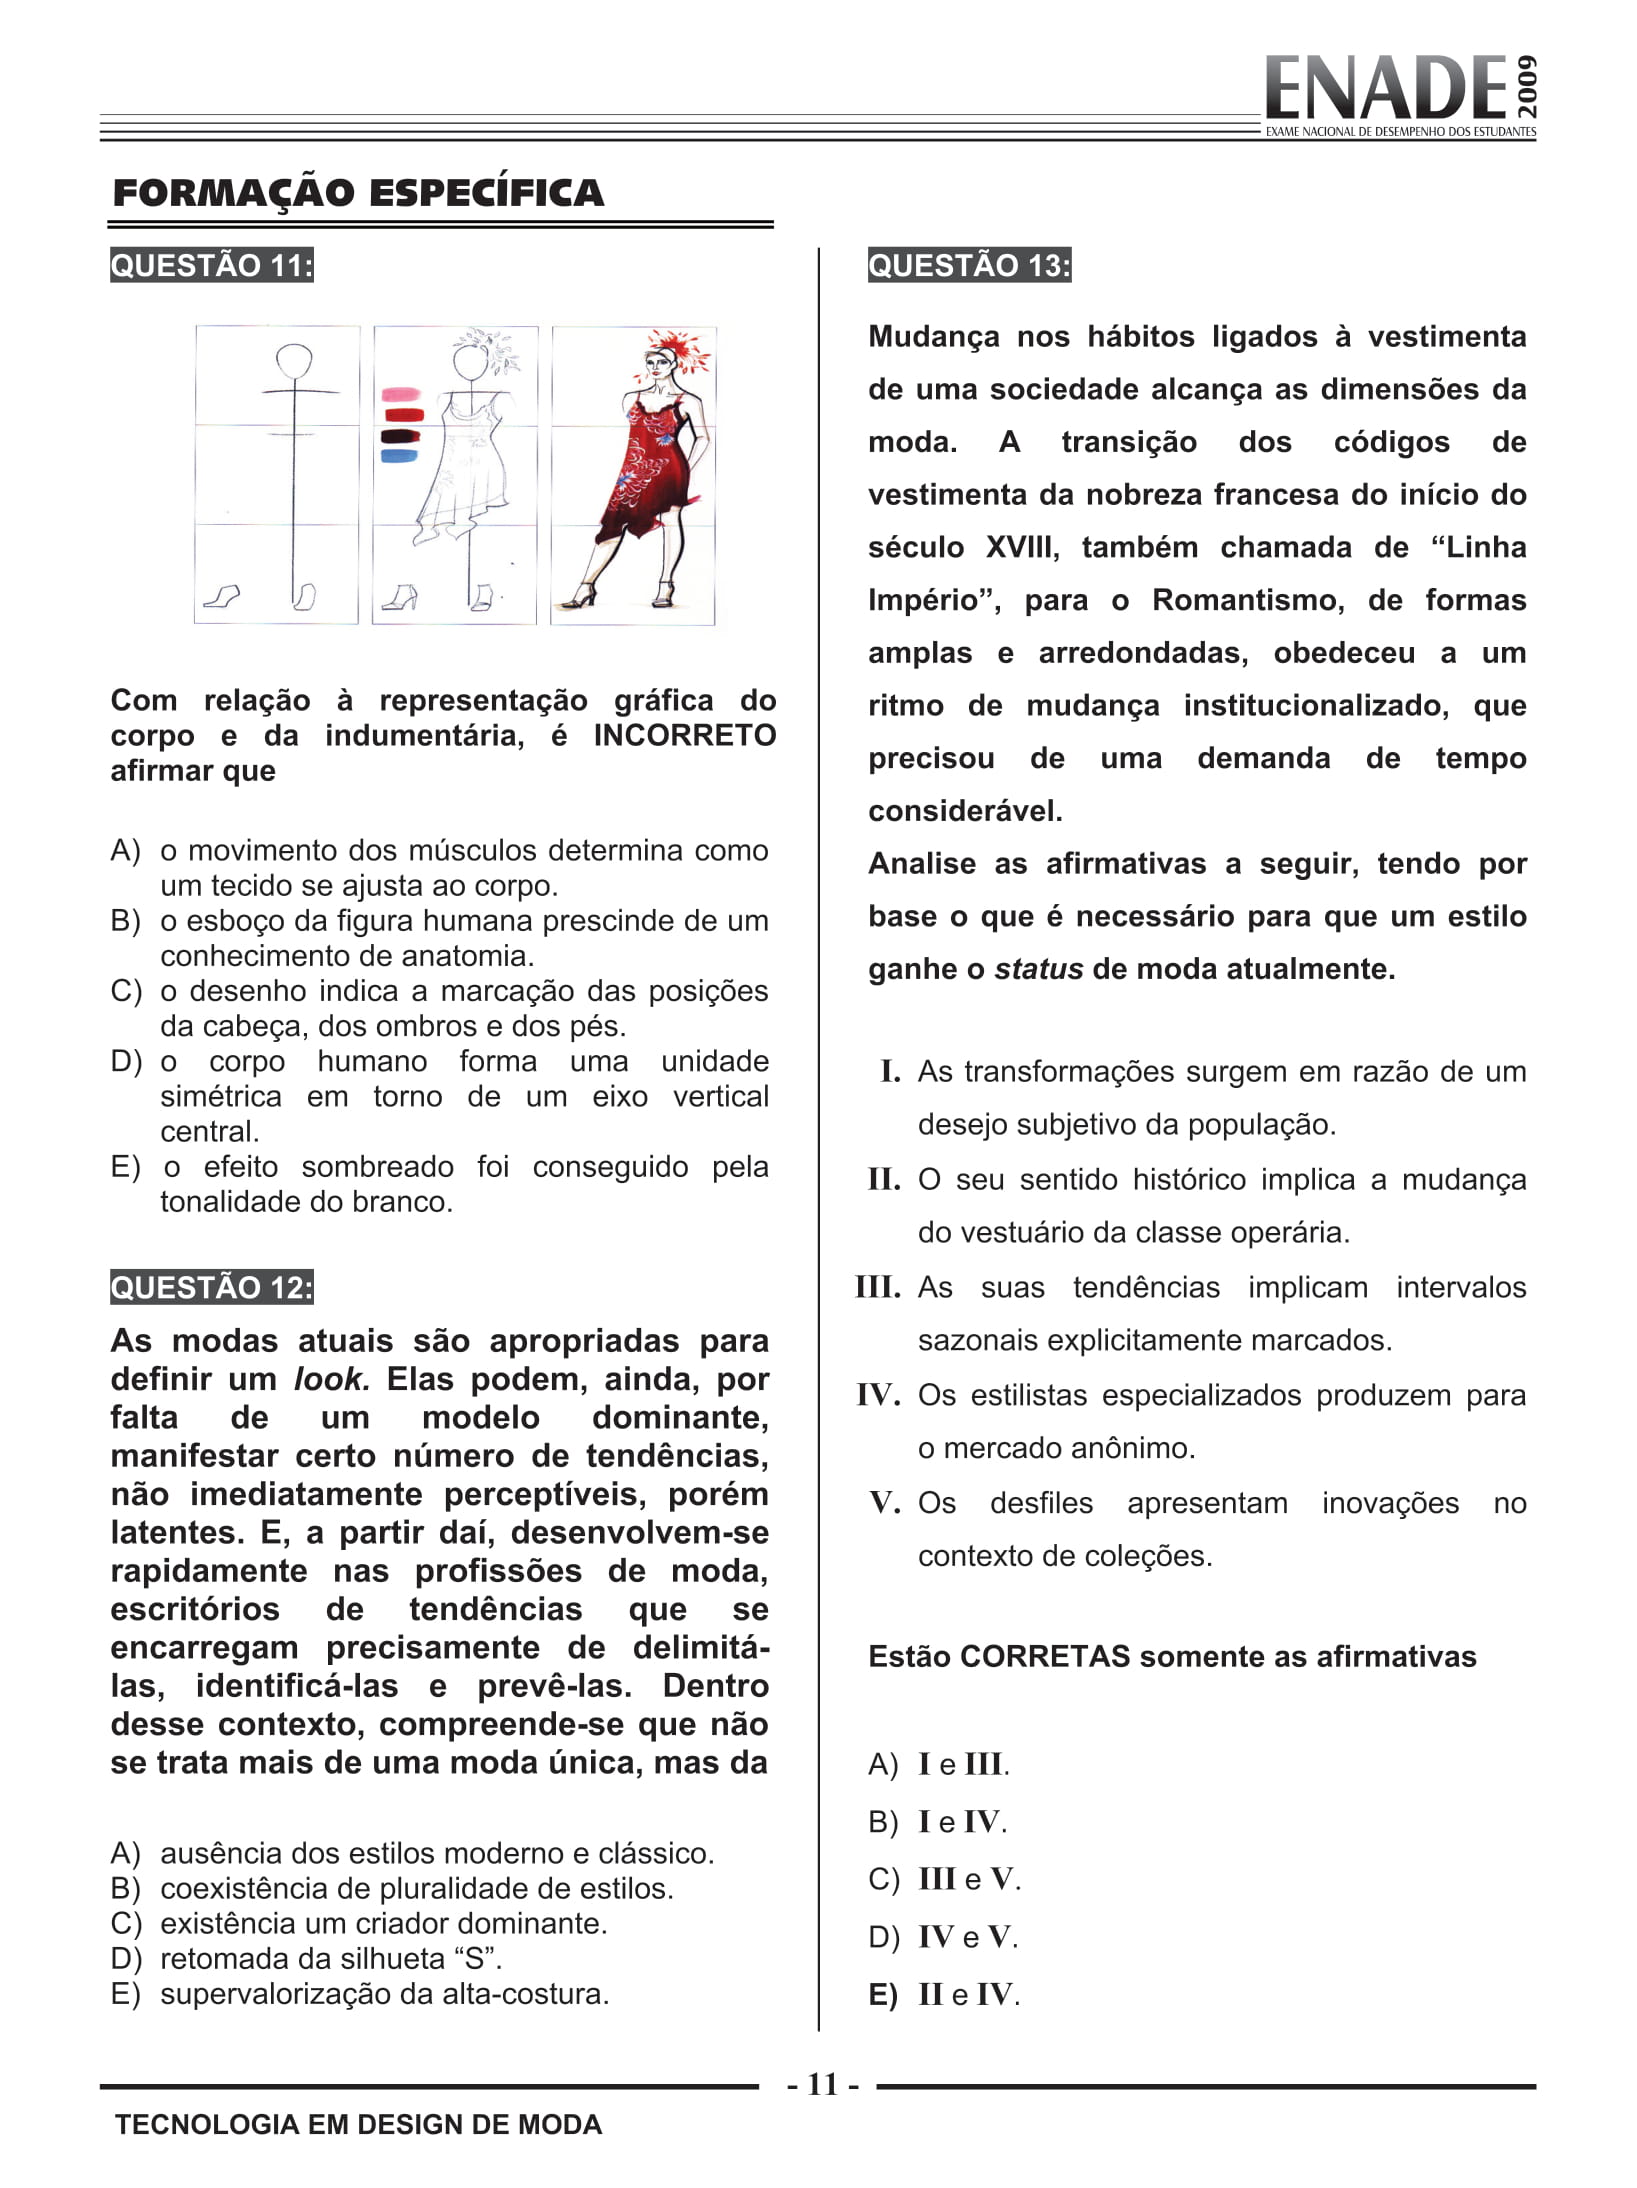 ENADE 2009
EXAME NACIONAL DE DESEMPENHO DOS ESTUDANTES
FORMAÇÃO ESPECÍFICA
QUESTÃO 11:
Com relação à representação gráfica do
corpo e da indumentária, é INCORRETO
afirmar que
A) o movimento dos músculos determina como
um tecido se ajusta ao corpo.
B) o esboço da figura humana prescinde de um
conhecimento de anatomia.
C) o desenho indica a marcação das posições
da cabeça, dos ombros e dos pés.
D) o corpo humano forma uma unidade
simétrica em torno de um eixo vertical
central.
E) o efeito sombreado foi conseguido pela
tonalidade do branco.
QUESTÃO 12:
As modas atuais são apropriadas para
definir um look. Elas podem, ainda, por
falta de um modelo dominante,
manifestar certo número de tendências,
não imediatamente perceptíveis, porém
latentes. E, a partir daí, desenvolvem-se
rapidamente nas profissões de moda,
escritórios de tendências que se
encarregam precisamente de delimitá-
las, identificá-las e prevê-las. Dentro
desse contexto, compreende-se que não
se trata mais de uma moda única, mas da
A) ausência dos estilos moderno e clássico.
B) coexistência de pluralidade de estilos.
C) existência um criador dominante.
D) retomada da silhueta “S”.
E) supervalorização da alta-costura.
QUESTÃO 13:
Mudança nos hábitos ligados à vestimenta
de uma sociedade alcança as dimensões da
moda. A transição dos códigos de
vestimenta da nobreza francesa do início do
século XVIII, também chamada de “Linha
Império”, para o Romantismo, de formas
amplas e arredondadas, obedeceu a um
ritmo de mudança institucionalizado, que
precisou de uma demanda de tempo
considerável.
Analise as afirmativas a seguir, tendo por
base o que é necessário para que um estilo
ganhe o status de moda atualmente.
I. As transformações surgem em razão de um
desejo subjetivo da população.
II. O seu sentido histórico implica a mudança
do vestuário da classe operária.
III. As suas tendências implicam intervalos
sazonais explicitamente marcados.
IV. Os estilistas especializados produzem para
o mercado anônimo.
V. Os desfiles apresentam inovações no
contexto de coleções.
Estão CORRETAS somente as afirmativas
A) I e III.
B) I e IV.
C) III e V.
D) IV e V.
E) II e IV.
- 11 -
TECNOLOGIA EM DESIGN DE MODA